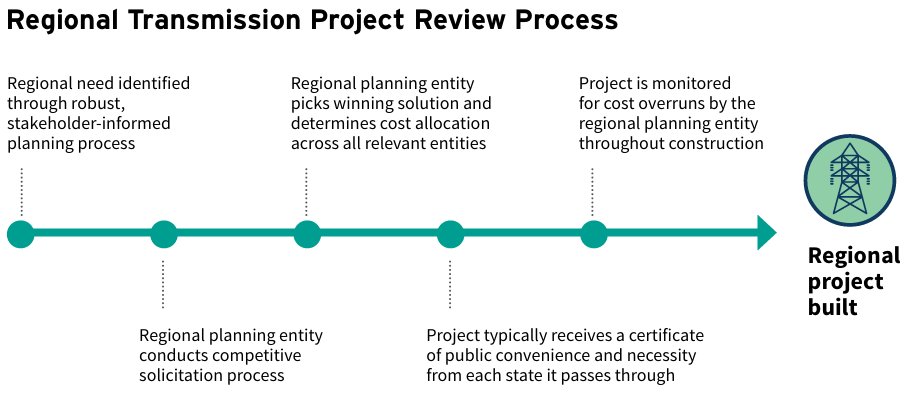 Regional Transmission Project Review Process
Regional need identified
through robust,
stakeholder-informed
planning process
Regional planning entity
conducts competitive
solicitation process
Regional planning entity
picks winning solution and
determines cost allocation
across all relevant entities
Project typically receives a certificate
of public convenience and necessity
from each state it passes through
Project is monitored
for cost overruns by the
regional planning entity
throughout construction
Regional
project
built